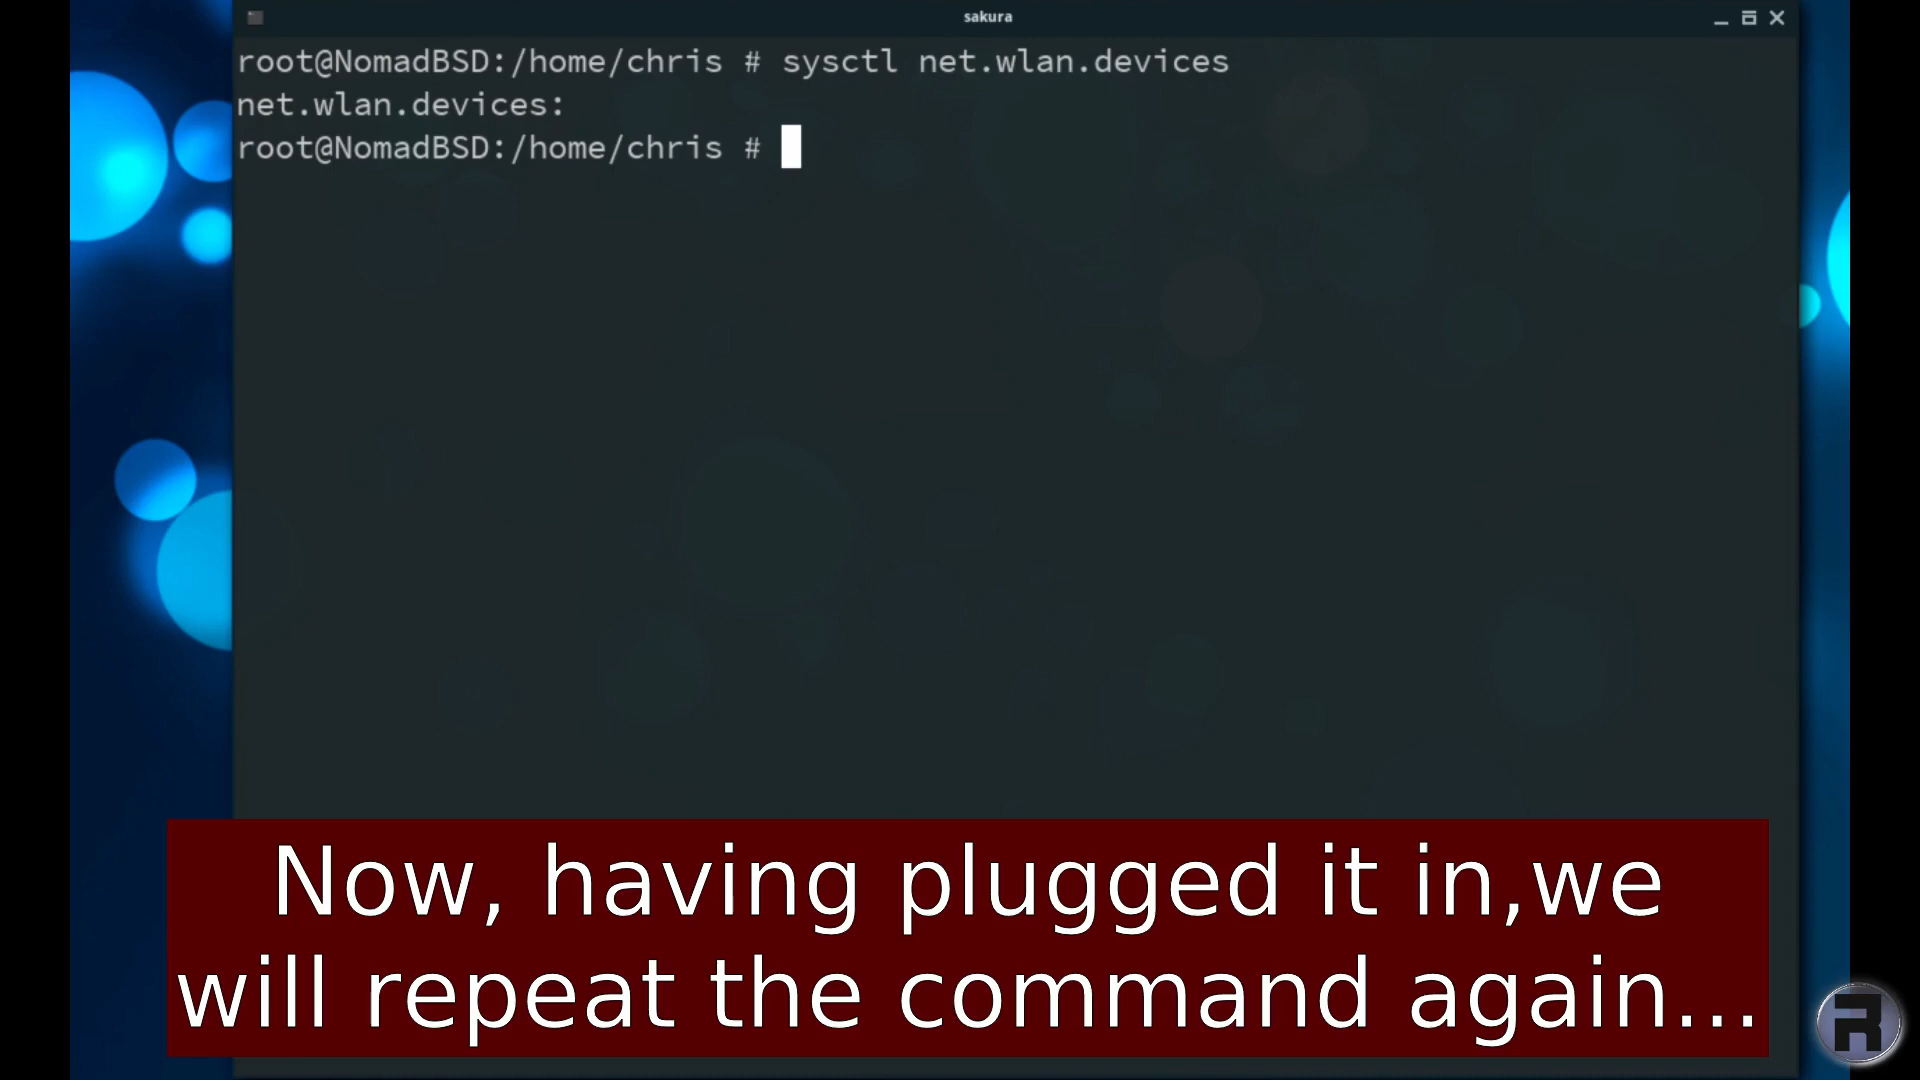 sakura
root@NomadBSD:/home/chris # sysctl net.wlan.devices
net.wlan.devices:
root@NomadBSD:/home/chris #
Now, having plugged it in,we
will repeat the command again...
R